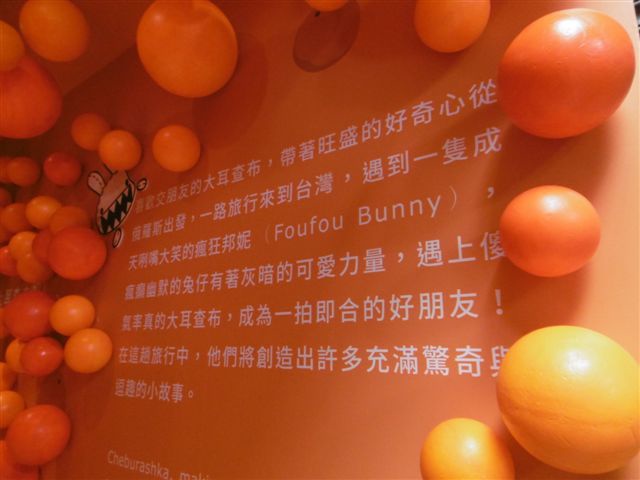 喜歡交朋友的大耳查布，帶著旺盛的好奇心從
俄羅斯出發，一路旅行來到台灣，遇到一隻成
天咧嘴大笑的瘋狂邦妮（Foufou Bunny），
瘋癲幽默的兔仔有著灰暗的可愛力量，遇上傻
氣率真的大耳查布，成為一拍即合的好朋友！
在這趟旅行中，他們將創造出許多充滿驚奇與
逗趣的小故事。
Cheburashka,